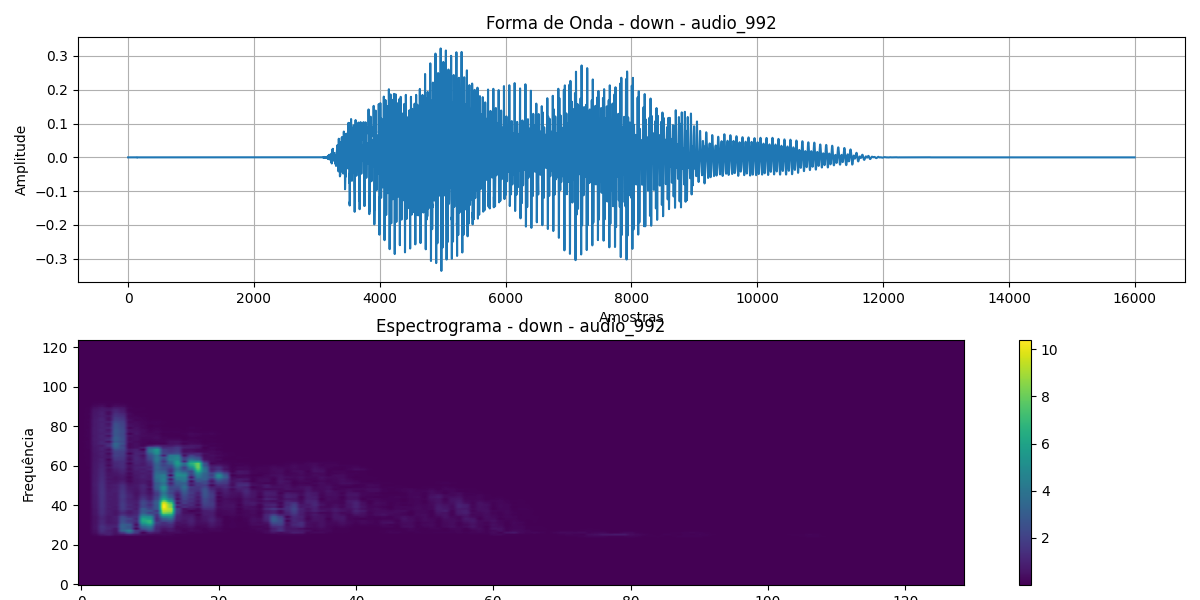 Forma de Onda - down - audio_992
0.3
0.2
0.1
0.0
−0.1
−0.2
−0.3
Amplitude
0 2000 4000 6000 8000 10000 12000 14000 16000
Amostras
Espectrograma - down - audio_992
120
100
80
60
40
20
0
Frequência
0 20 40 60 80 100 120
10
8
6
4
2